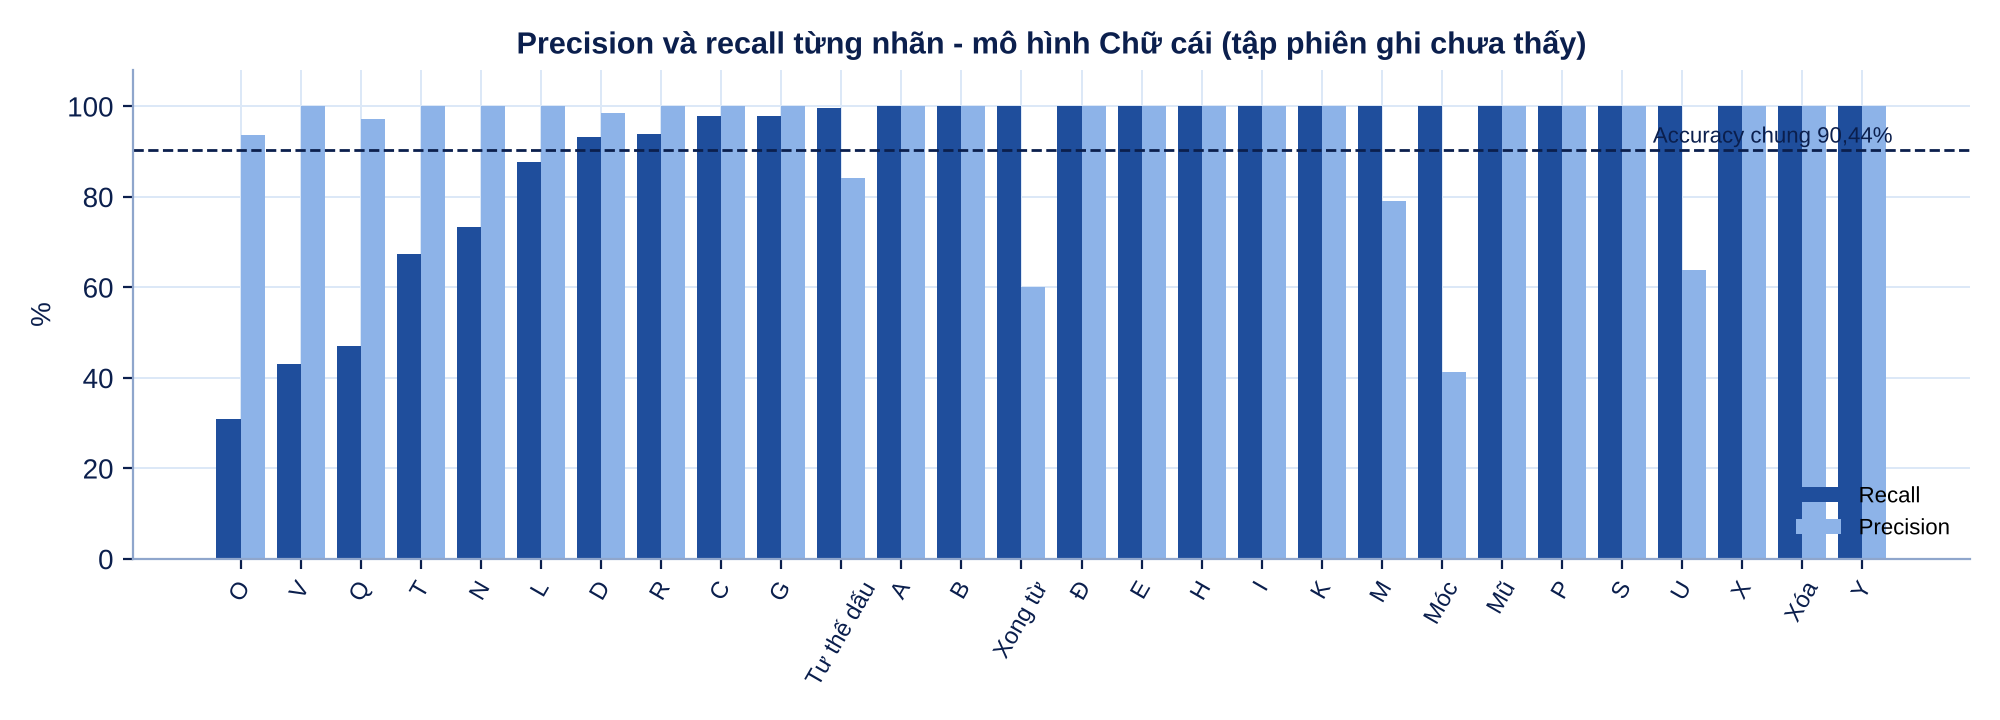 Precision và recall từng nhãn - mô hình Chữ cái (tập phiên ghi chưa thấy)
100
80
60
40
20
0
%
Accuracy chung 90,44%
Recall
Precision
O
V
Q
T
N
L
D
R
C
G
Tư thế dấu
A
B
Xong từ
Đ
E
H
I
K
M
Móc
Mũ
P
S
U
X
Xóa
Y